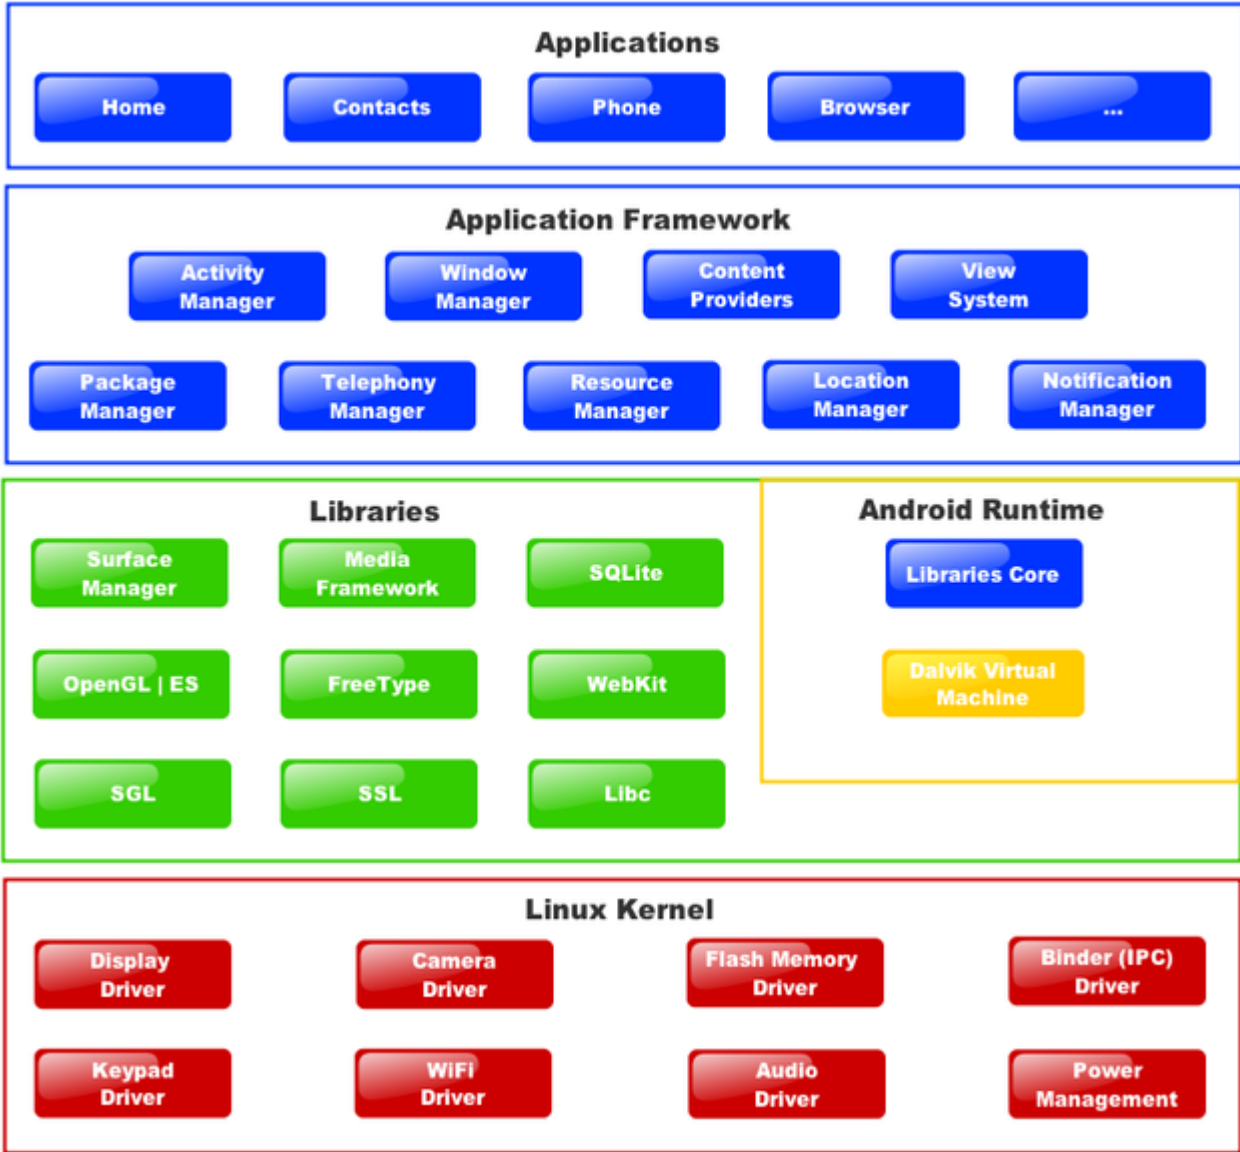 Applications
Home
Contacts
Phone
Browser
...
Application Framework
Activity
Manager
Window
Manager
Content
Providers
View
System
Package
Manager
Telephony
Manager
Resource
Manager
Location
Manager
Notification
Manager
Libraries
Surface
Manager
Media
Framework
SQLite
OpenGL | ES
FreeType
WebKit
SGL
SSL
Libc
Android Runtime
Libraries Core
Dalvik Virtual
Machine
Linux Kernel
Display
Driver
Camera
Driver
Flash Memory
Driver
Binder (IPC)
Driver
Keypad
Driver
WiFi
Driver
Audio
Driver
Power
Management